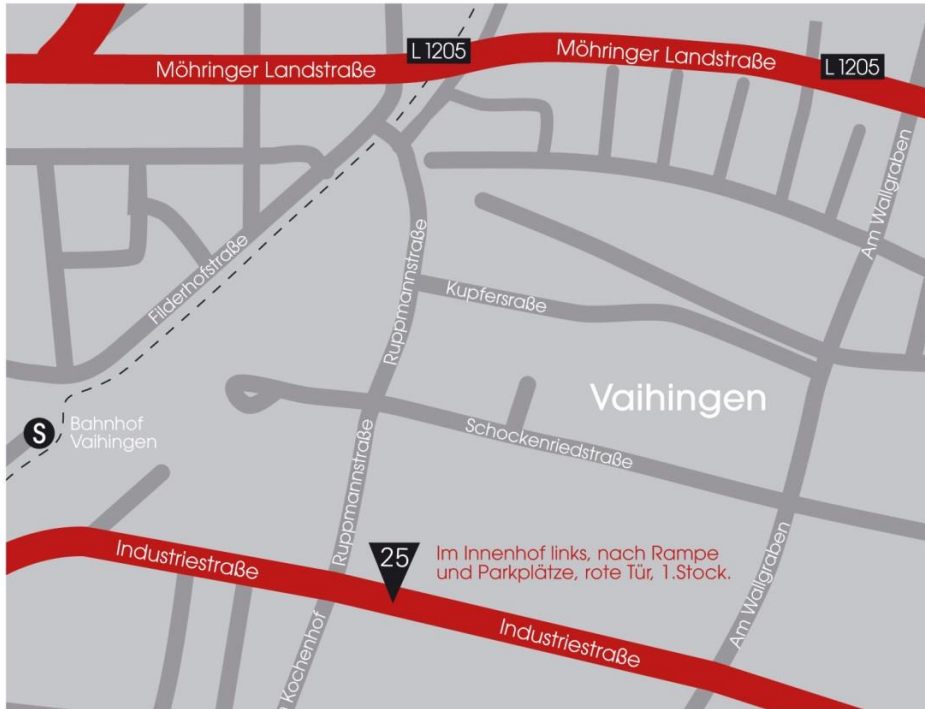 L 1205
Möhringer Landstraße
Möhringer Landstraße
L 1205
Am Wallgraben
Filderhofstraße
Ruppmannstraße
Kupfersraße
Vaihingen
S
Bahnhof
Vaihingen
Schockenriedstraße
Ruppmannstraße
Industriestraße
25
Im Innenhof links, nach Rampe
und Parkplätze, rote Tür, 1.Stock.
Am Wallgraben
Industriestraße
Kochenhof